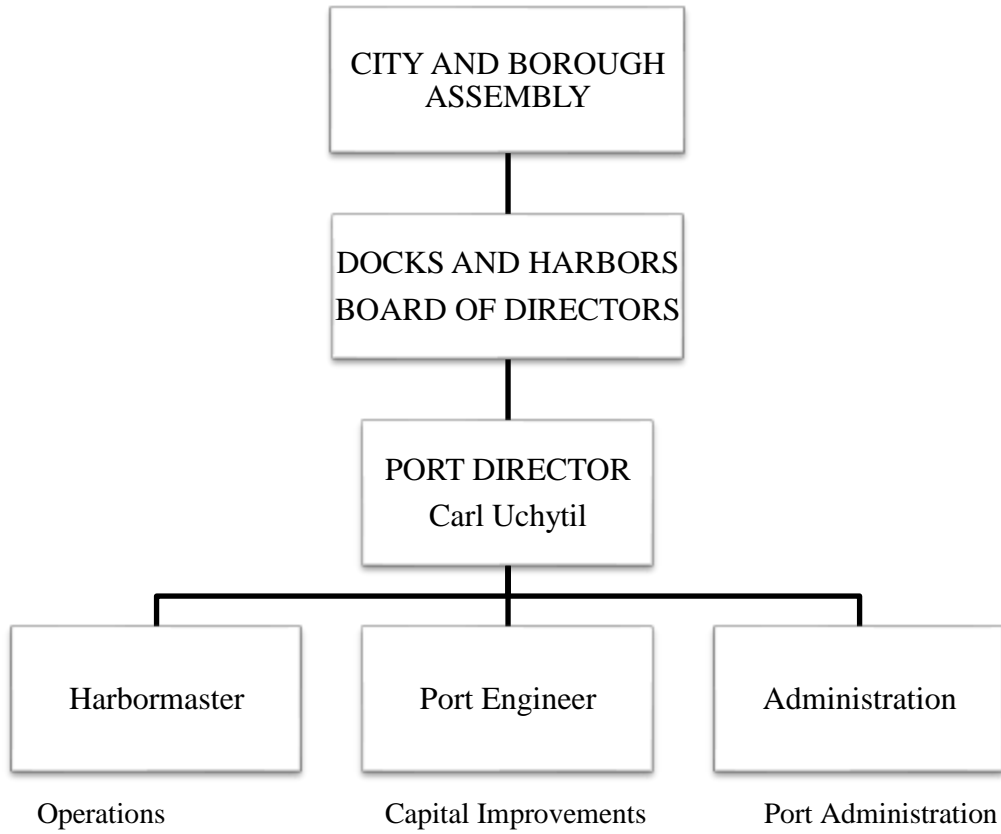 CITY AND BOROUGH
ASSEMBLY
DOCKS AND HARBORS
BOARD OF DIRECTORS
PORT DIRECTOR
Carl Uchytil
Harbormaster
Port Engineer
Administration
Operations
Capital Improvements
Port Administration